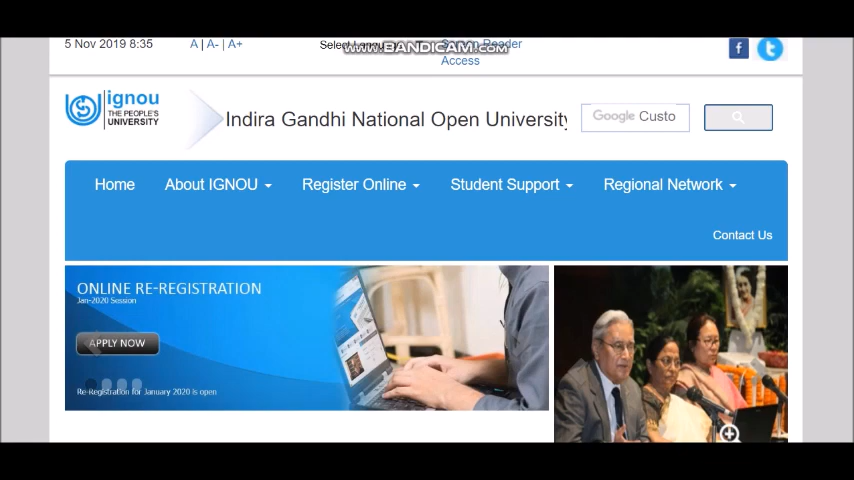 5 Nov 2019 8:35
A | A- | A+
Select
Reader
Access
www.BANDICAM.com
ignou
THE PEOPLE'S
UNIVERSITY
Indira Gandhi National Open University
Google Custo
Home
About IGNOU
Register Online
Student Support
Regional Network
Contact Us
ONLINE RE-REGISTRATION
Jan-2020 Session
APPLY NOW
Re-Registration for January 2020 is open